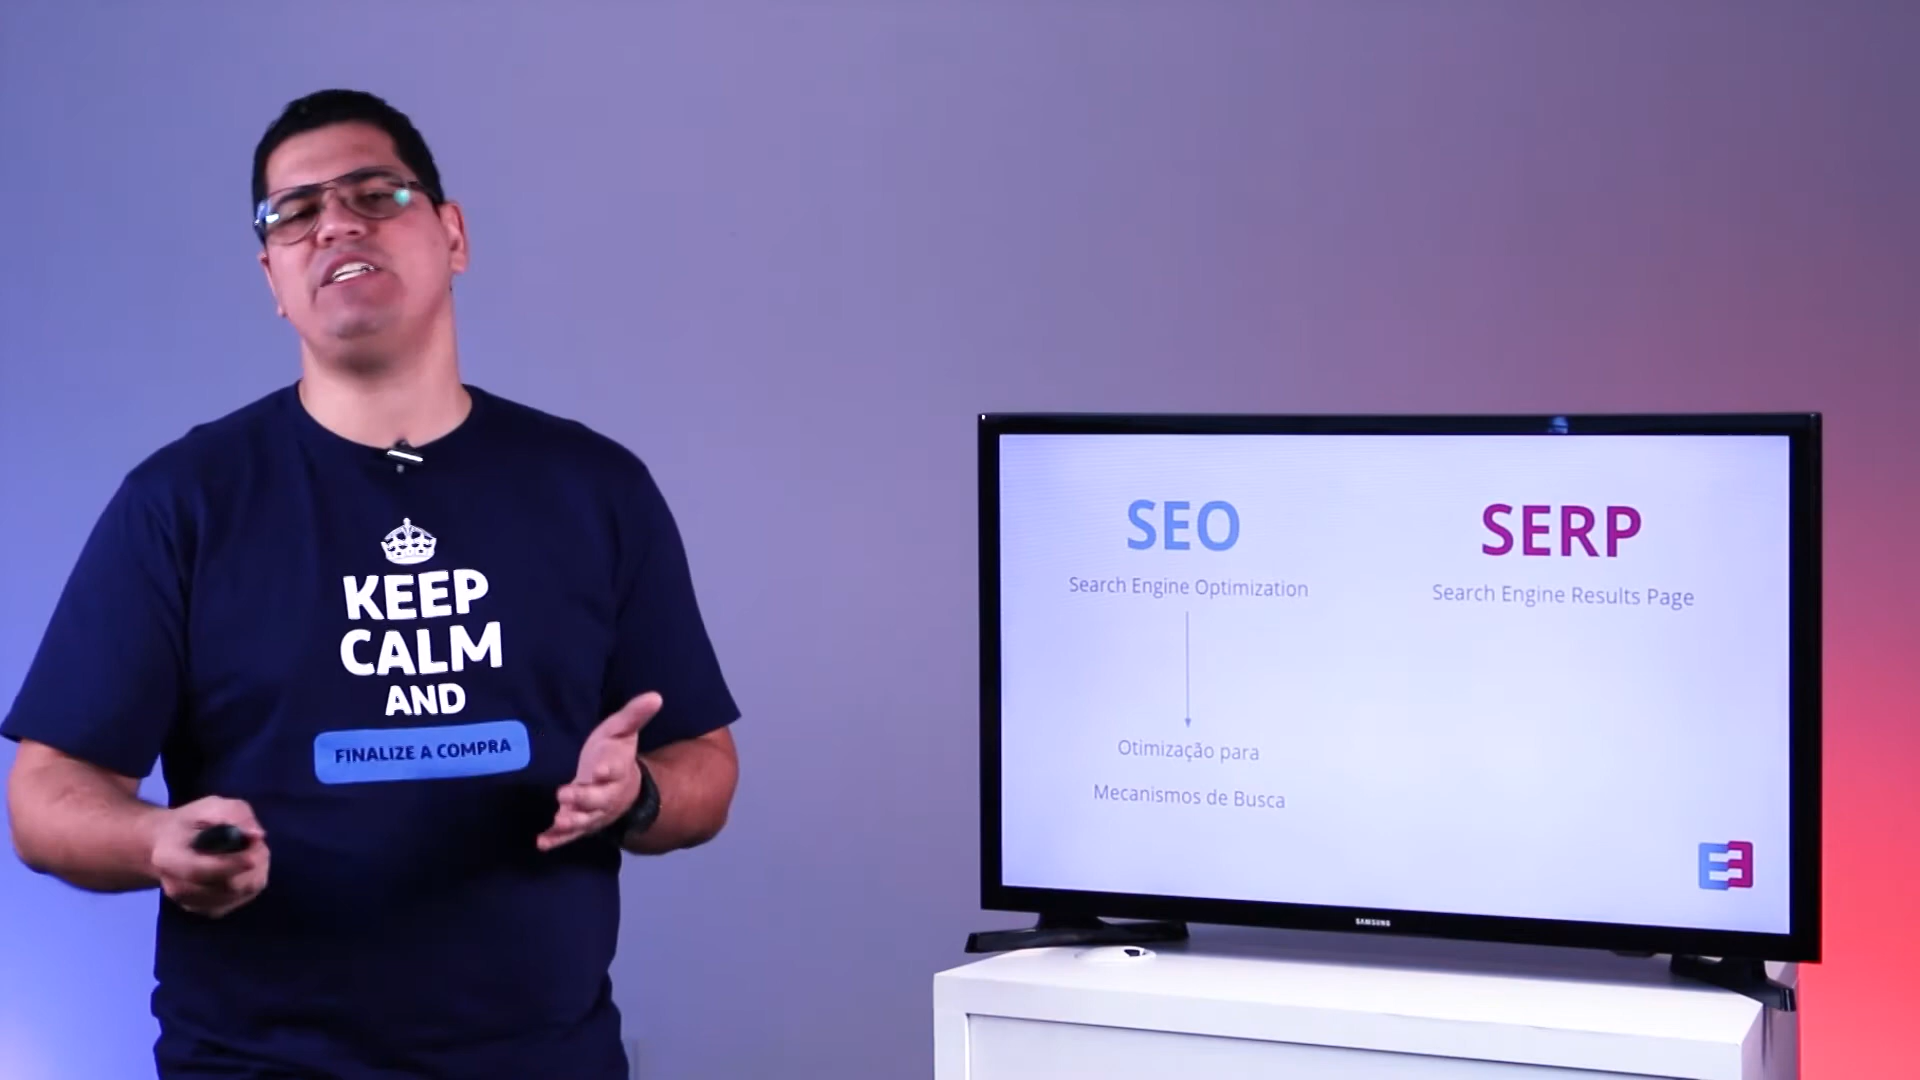 KEEP
CALM
AND
FINALIZE A COMPRA
SEO
Search Engine Optimization
Otimização para
Mecanismos de Busca
SERP
Search Engine Results Page
SAMSUNG